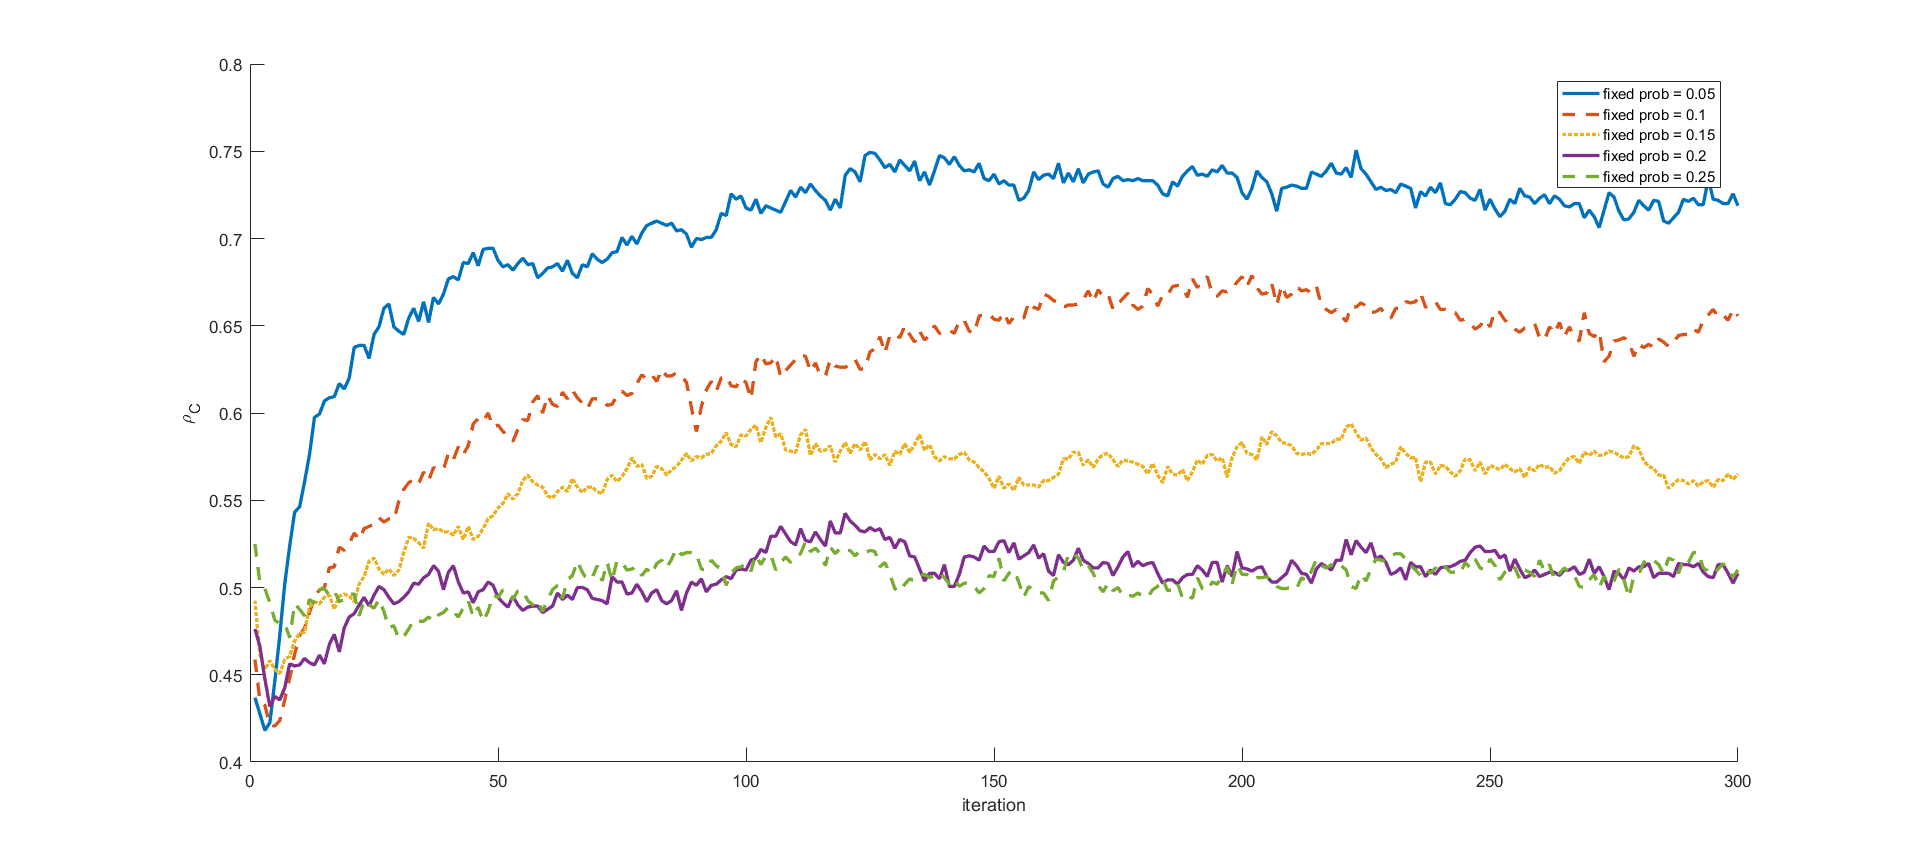 0.8
0.75
0.7
0.65
0.6
0.55
0.5
0.45
0.4
ρC
0
50
100
150
200
250
300
iteration
fixed prob = 0.05
fixed prob = 0.1
fixed prob = 0.15
fixed prob = 0.2
fixed prob = 0.25